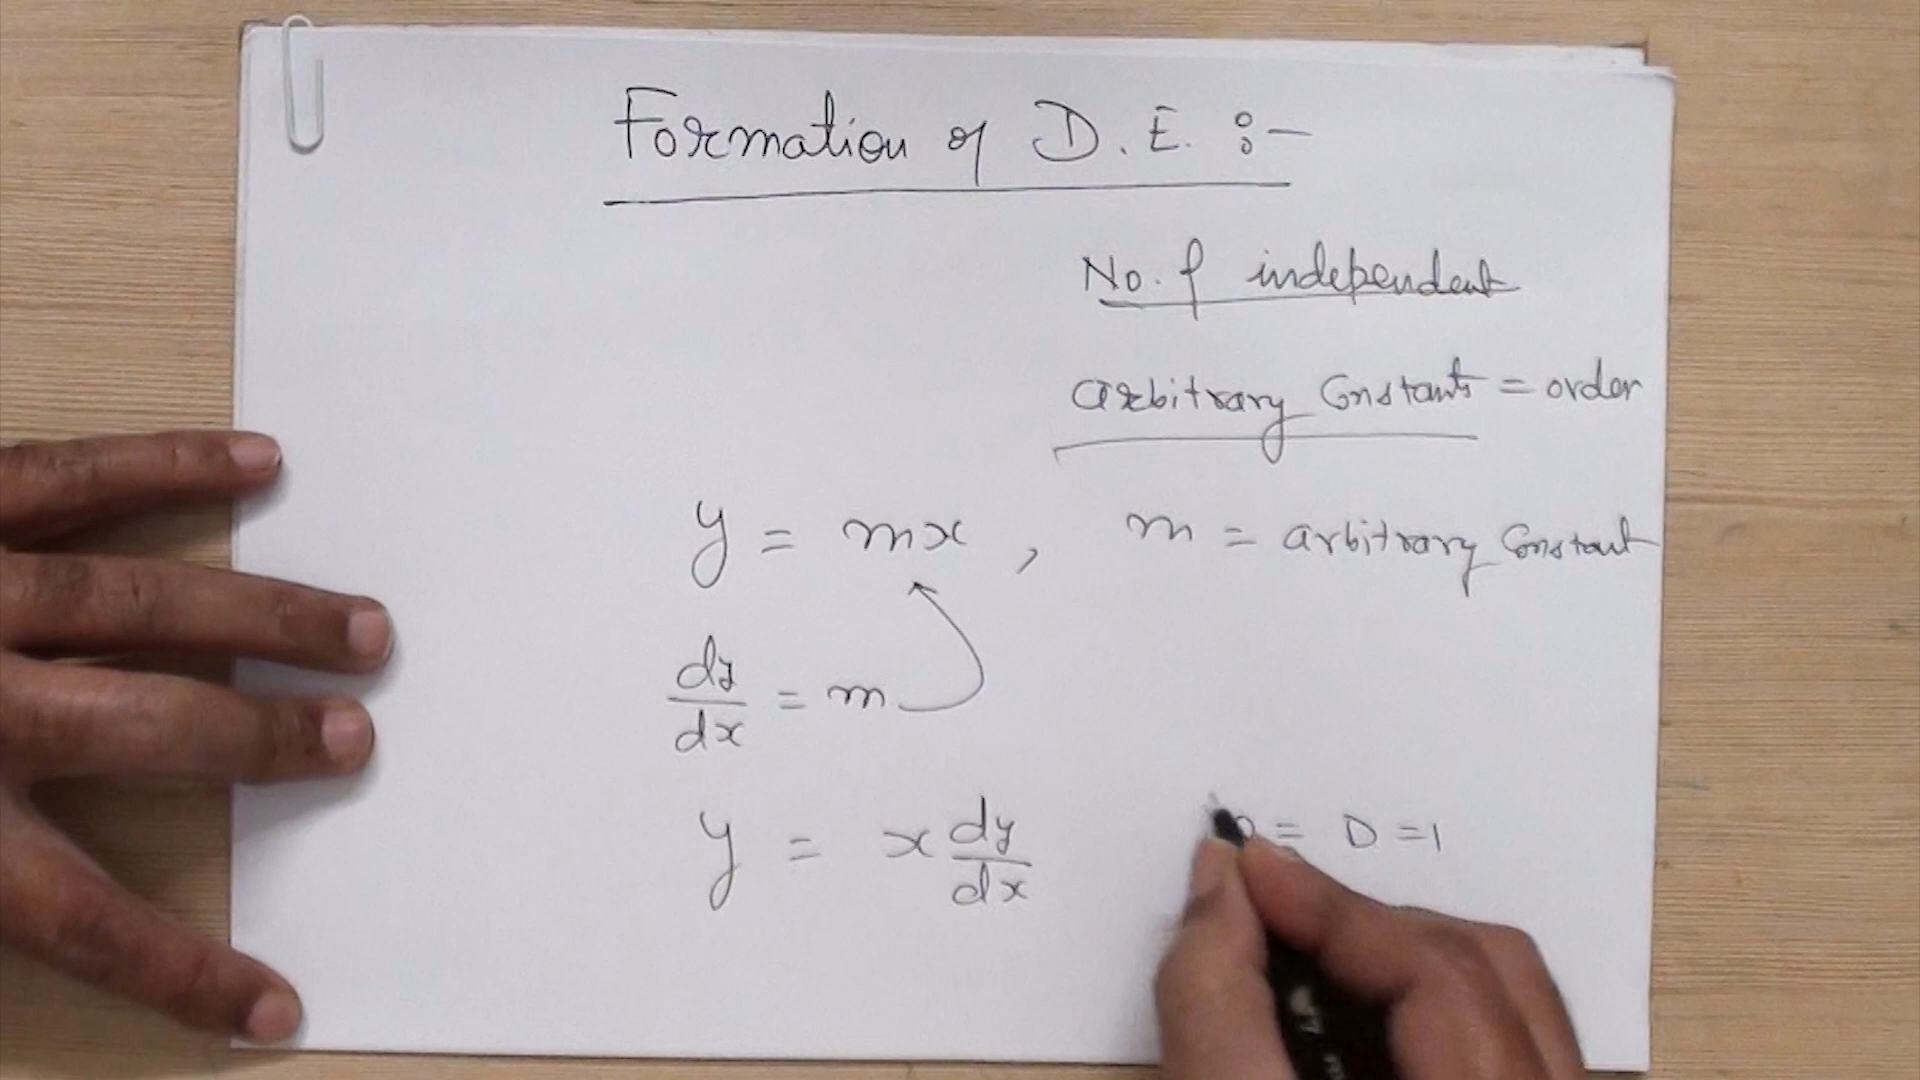 Formation of D.E. :-
No. of independent
arbitrary Constants = order
y = mx , m = arbitrary Constant
dy/dx = m
y = x dy/dx = D = 1